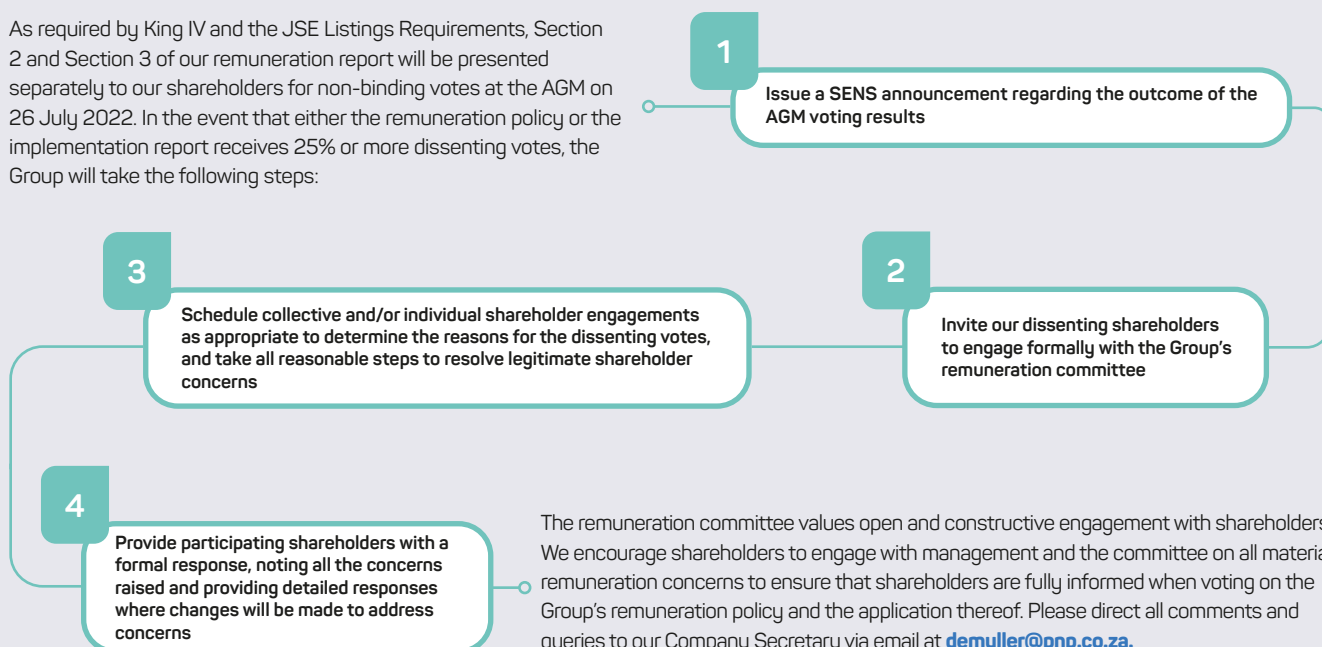 As required by King IV and the JSE Listings Requirements, Section
2 and Section 3 of our remuneration report will be presented
separately to our shareholders for non-binding votes at the AGM on
26 July 2022. In the event that either the remuneration policy or the
implementation report receives 25% or more dissenting votes, the
Group will take the following steps:
1
Issue a SENS announcement regarding the outcome of the
AGM voting results
2
Invite our dissenting shareholders
to engage formally with the Group's
remuneration committee
3
Schedule collective and/or individual shareholder engagements
as appropriate to determine the reasons for the dissenting votes,
and take all reasonable steps to resolve legitimate shareholder
concerns
4
Provide participating shareholders with a
formal response, noting all the concerns
raised and providing detailed responses
where changes will be made to address
concerns
The remuneration committee values open and constructive engagement with shareholders
We encourage shareholders to engage with management and the committee on all materia
remuneration concerns to ensure that shareholders are fully informed when voting on the
Group's remuneration policy and the application thereof. Please direct all comments and
queries to our Company Secretary via email at demuller@pnp.co.za.